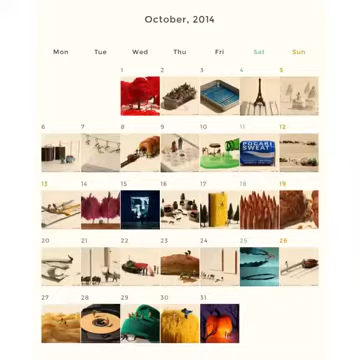 October, 2014
Mon Tue Wed Thu Fri Sat Sun
1 2 3 4 5
6 7 8 9 10 11 12
POCARI
SWEAT
13 14 15 16 17 18 19
20 21 22 23 24 25 26
27 28 29 30 31